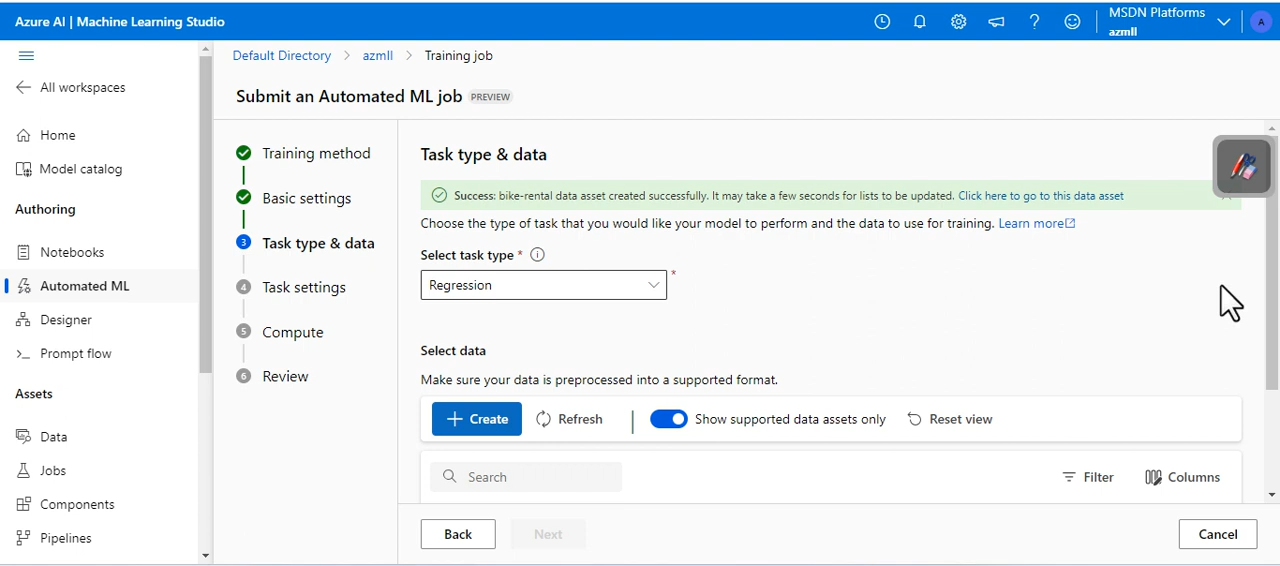 Azure AI | Machine Learning Studio
MSDN Platforms
azmll
A
All workspaces
Home
Model catalog
Authoring
Notebooks
Automated ML
Designer
Prompt flow
Assets
Data
Jobs
Components
Pipelines
Default Directory > azmll > Training job
Submit an Automated ML job PREVIEW
Training method
Basic settings
3 Task type & data
4 Task settings
5 Compute
6 Review
Task type & data
Success: bike-rental data asset created successfully. It may take a few seconds for lists to be updated. Click here to go to this data asset
Choose the type of task that you would like your model to perform and the data to use for training. Learn more
Select task type *
Regression *
Select data
Make sure your data is preprocessed into a supported format.
+ Create Refresh | Show supported data assets only Reset view
Search Filter Columns
Back Next Cancel